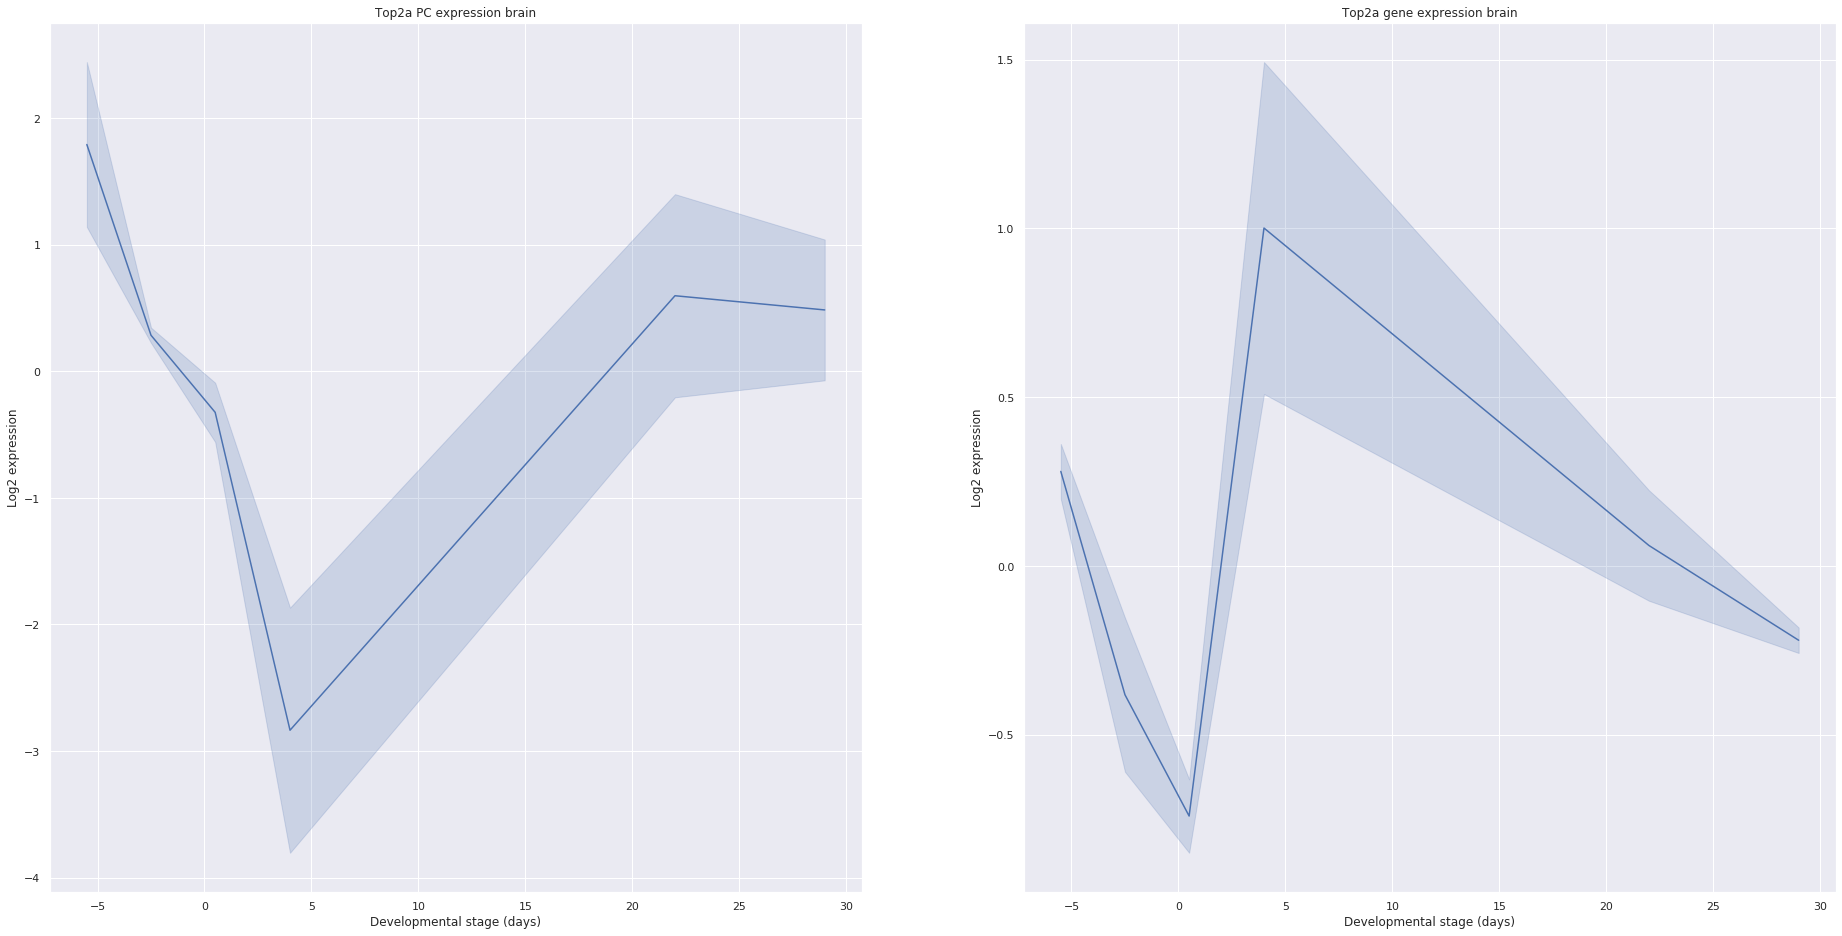 Top2a PC expression brain
2
1
0
−1
−2
−3
−4
Log2 expression
−5 0 5 10 15 20 25 30
Developmental stage (days)
Top2a gene expression brain
1.5
1.0
0.5
0.0
−0.5
Log2 expression
−5 0 5 10 15 20 25 30
Developmental stage (days)